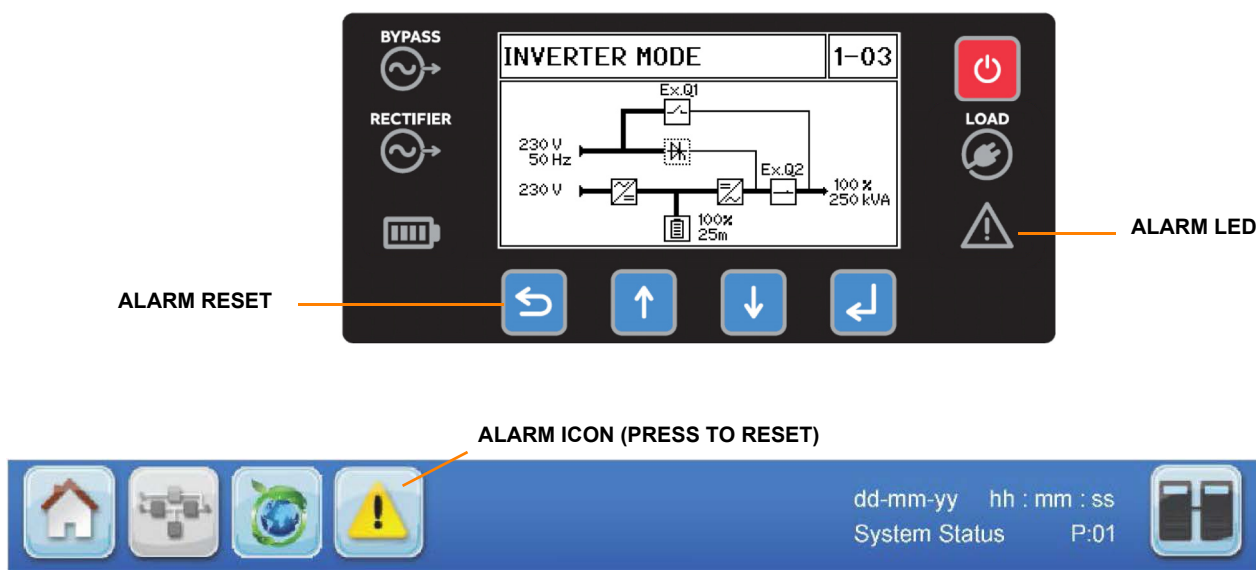 BYPASS
INVERTER MODE
1-03
Ex.Q1
RECTIFIER
LOAD
230 V
50 Hz
Ex.Q2
230 V
100 %
250 kVA
100%
25m
ALARM LED
ALARM RESET
ALARM ICON (PRESS TO RESET)
dd-mm-yy hh : mm : ss
System Status P:01